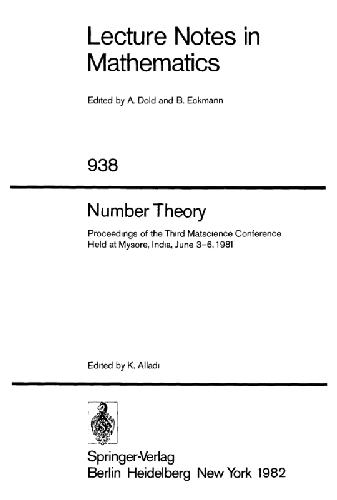 Lecture Notes in
Mathematics
Edited by A. Dold and B. Eckmann
938
Number Theory
Proceedings of the Third Matscience Conference
Held at Mysore, India, June 3–6, 1981
Edited by K. Alladi
Springer-Verlag
Berlin Heidelberg New York 1982